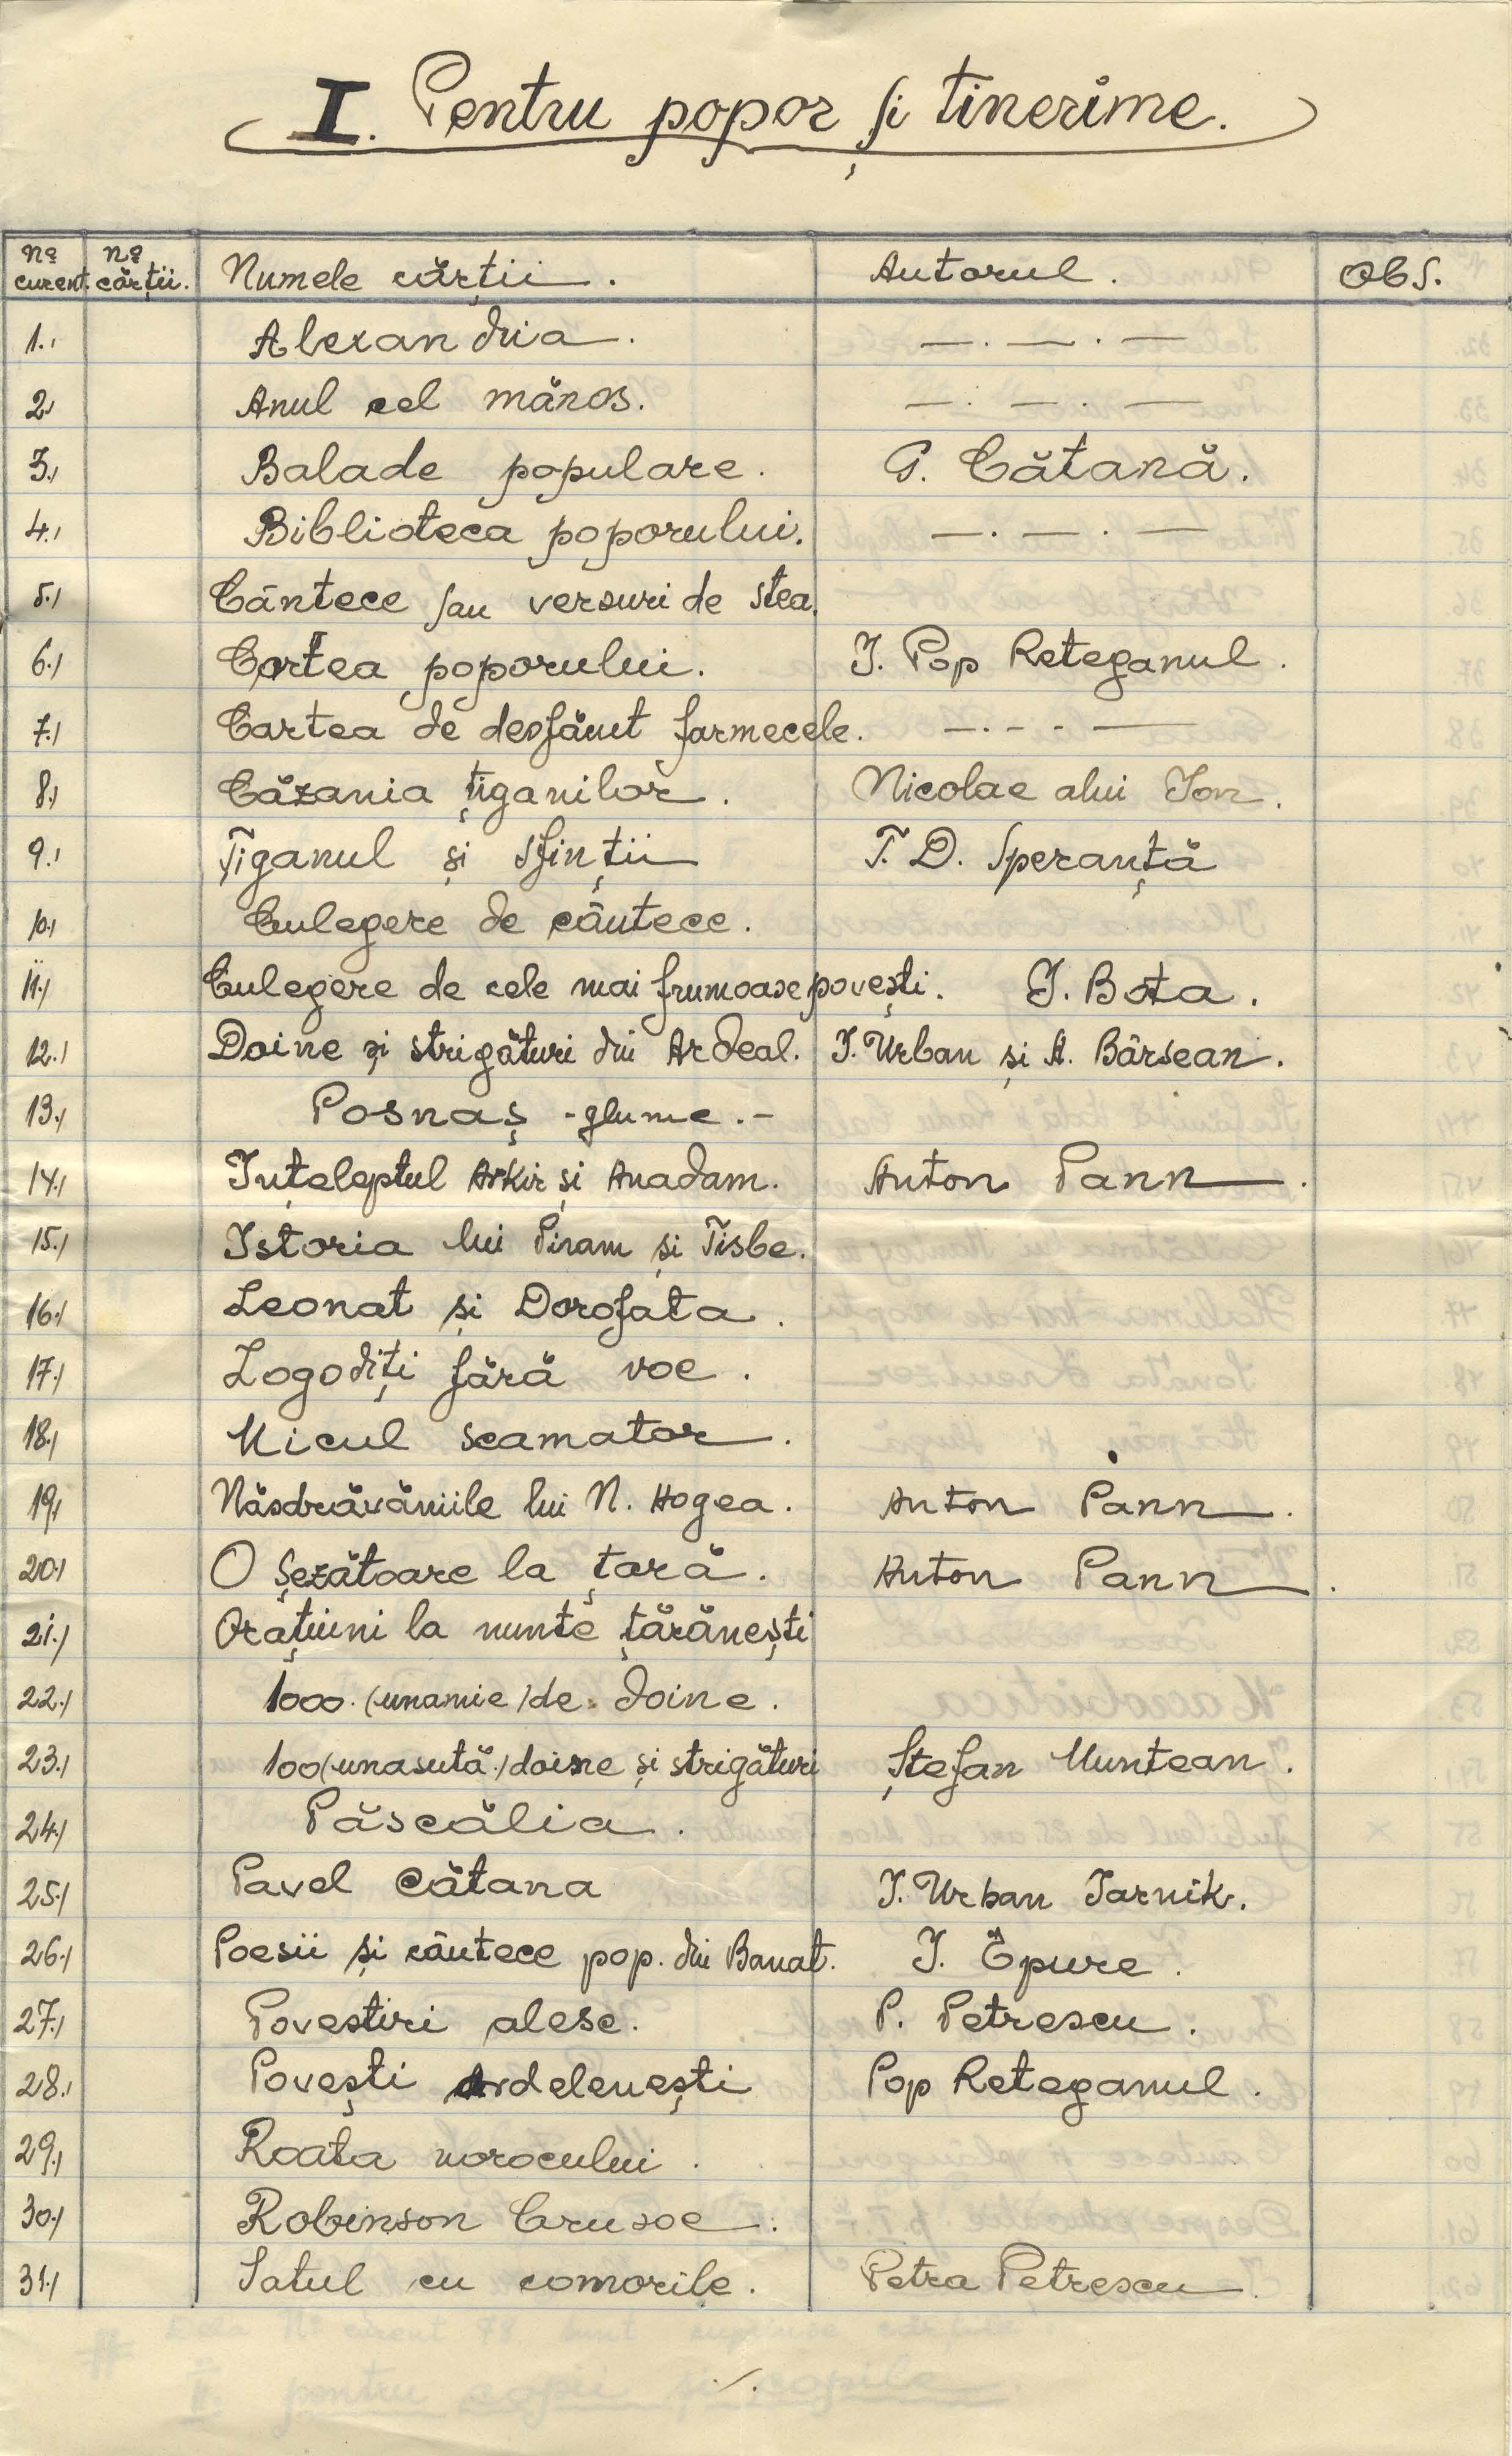 I. Pentru popor și tinerime.
No curent. No cărții. Numele cărții. Autorul. Obs.
1., Alexandria. —.—.—
2., Anul cel mănos. —.—.—
3., Balade populare. G. Cătană.
4., Biblioteca poporului. —.—.—
5., Cântece sau versuri de stea.
6., Cartea poporului. I. Pop Reteganul.
7., Cartea de desfăcut farmecele. —.-.-—
8., Căzania țiganilor. Nicolae alui Ion.
9., Țiganul și sfinții T. D. Speranță
10., Culegere de cântece.
11., Culegere de cele mai frumoase povești. I. Bota.
12., Doine și strigături din Ardeal. I. Urban și A. Bârsean.
13., Posnaș - glume.-
14., Înțeleptul Arkir și Anadam. Anton Pann.
15., Istoria lui Piram și Tisbe.
16., Leonat și Dorofata.
17., Logodiți fără voe.
18., Micul scamator.
19., Năsdrăvăniile lui N. Hogea. Anton Pann.
20., O șezătoare la țară. Anton Pann.
21., Orațiuni la nunte țărănești
22., 1000. (unamie) de doine.
23., 100 (unasută.) doine și strigături Ștefan Muntean.
24., Păscălia.
25., Pavel Cătana I. Urban Jarnik.
26., Poesii și cântece pop. din Banat. I. Epure.
27., Povestiri alese. P. Petrescu.
28., Povești Ardelenești Pop Reteganul.
29., Roata norocului.
30., Robinson Crusoe.
31., Satul cu comorile. Petra Petrescu.
./.